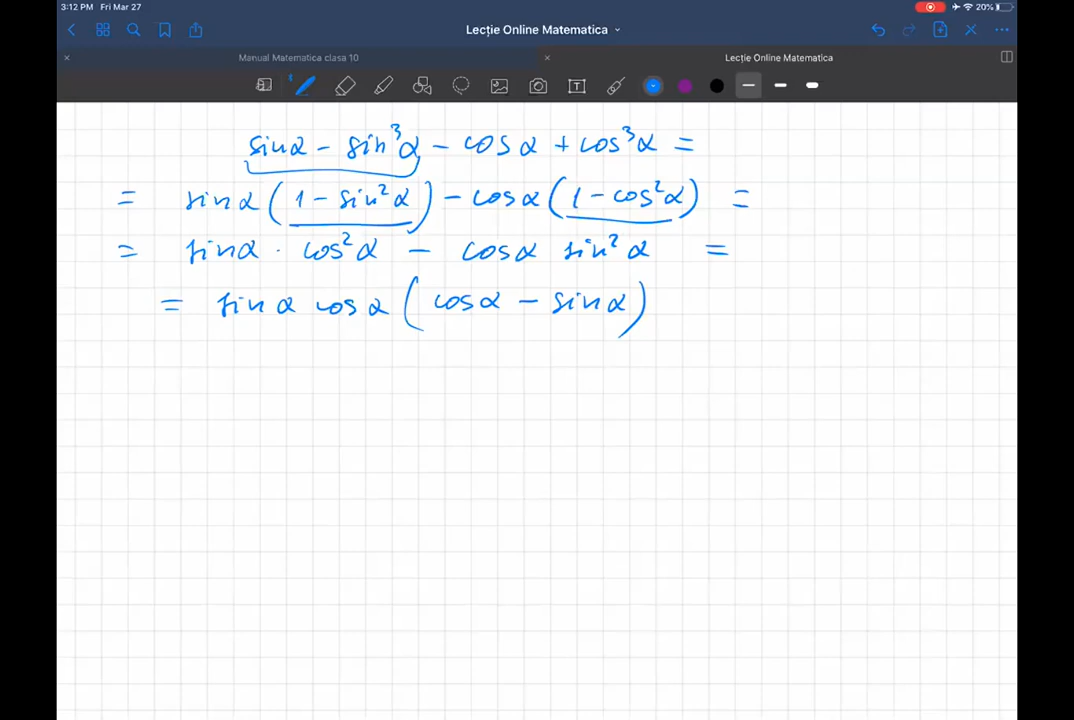 3:12 PM Fri Mar 27
20%
Lecție Online Matematica
Manual Matematica clasa 10
Lecție Online Matematica
sinα - sin³α - cosα + cos³α =
= sinα (1 - sin²α) - cosα (1 - cos²α) =
= sinα · cos²α - cosα sin²α =
= sinα cosα (cosα - sinα)